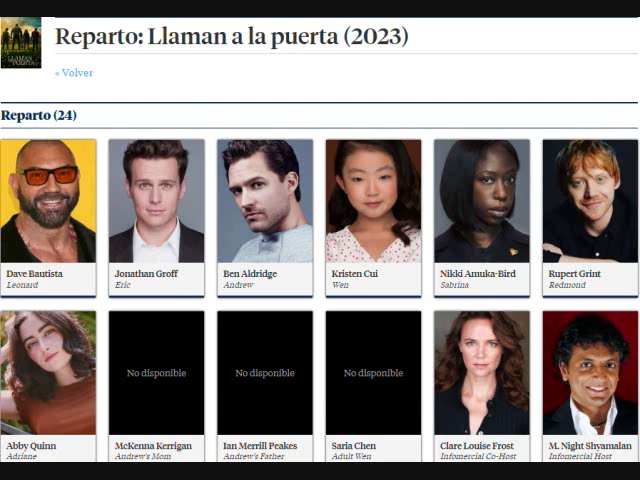 Reparto: Llaman a la puerta (2023)
« Volver
Reparto (24)
Dave Bautista
Leonard
Jonathan Groff
Eric
Ben Aldridge
Andrew
Kristen Cui
Wen
Nikki Amuka-Bird
Sabrina
Rupert Grint
Redmond
No disponible
No disponible
No disponible
Abby Quinn
Adriane
McKenna Kerrigan
Andrew's Mom
Ian Merrill Peakes
Andrew's Father
Saria Chen
Adult Wen
Clare Louise Frost
Infomercial Co-Host
M. Night Shyamalan
Infomercial Host